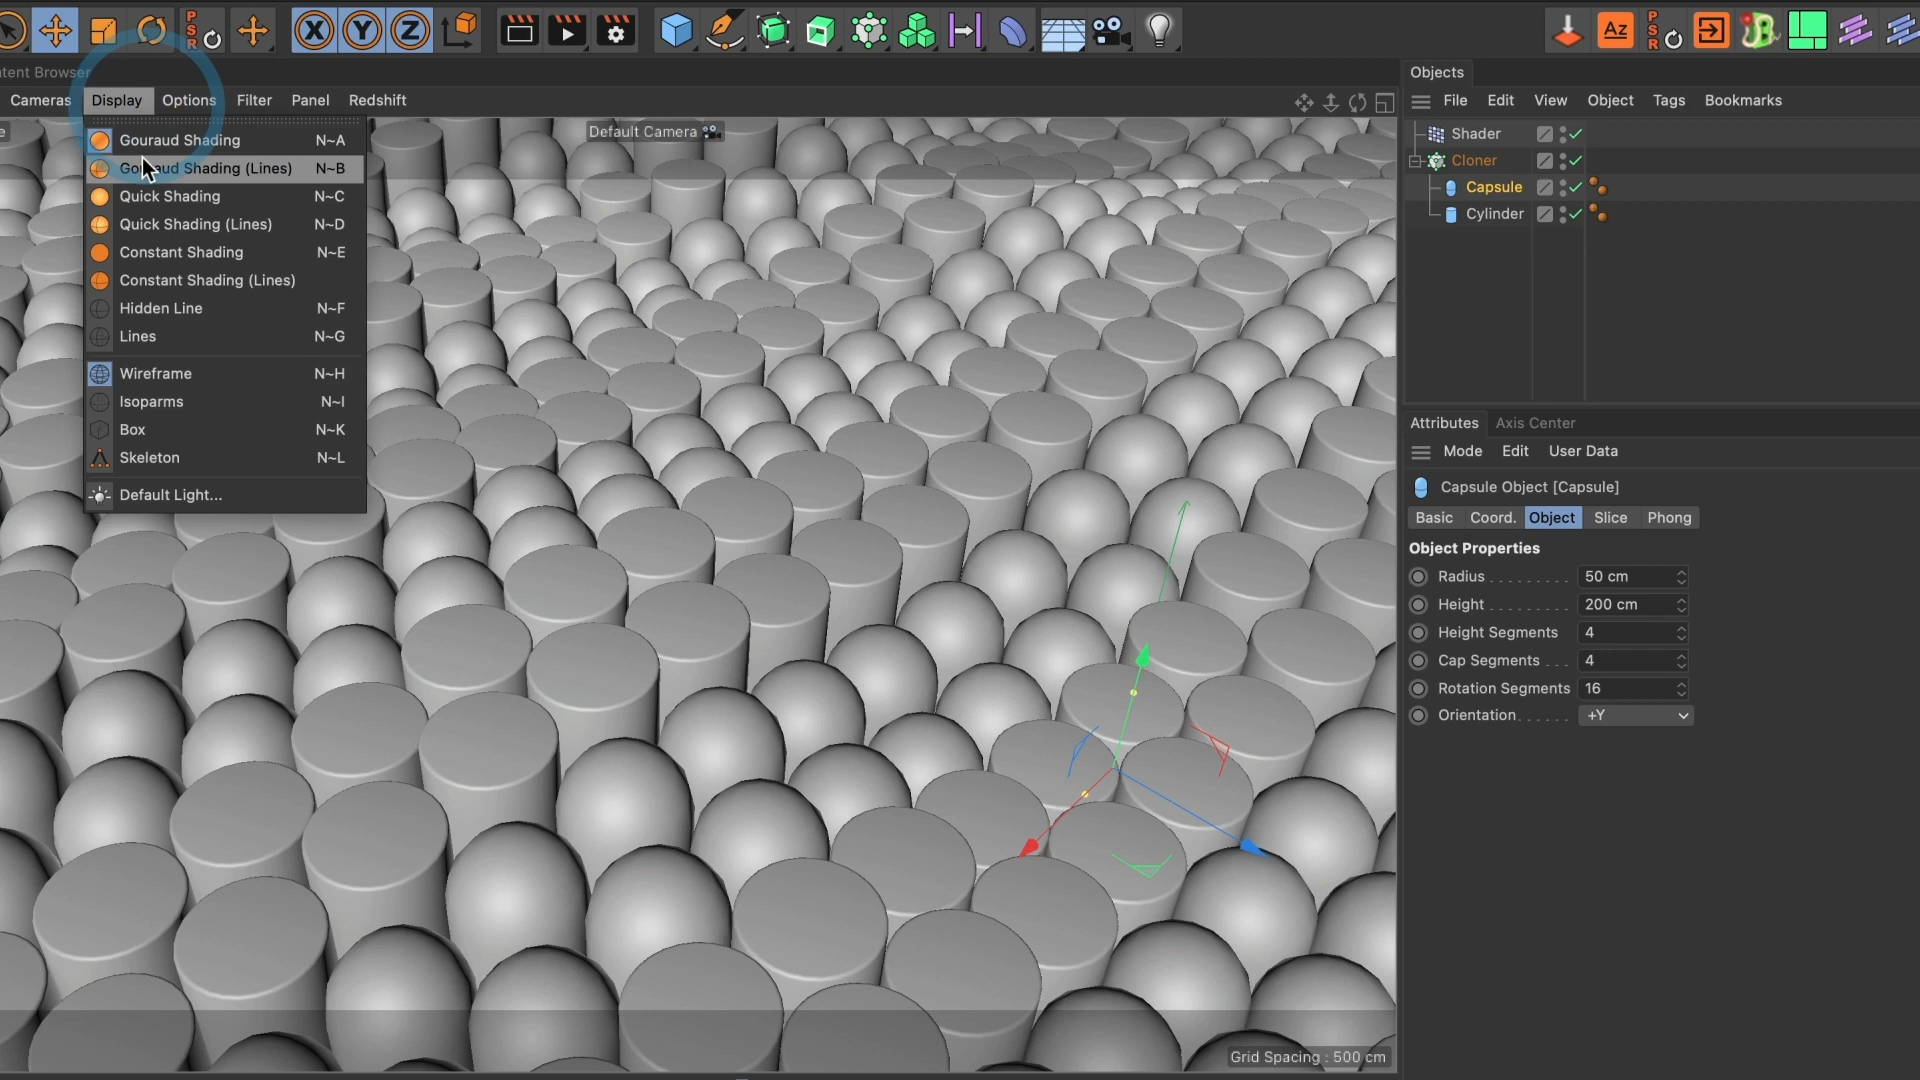 PSR
X
Y
Z
Az
PSR
tent Browser
Cameras
Display
Options
Filter
Panel
Redshift
e
Default Camera
Gouraud Shading N~A
Gouraud Shading (Lines) N~B
Quick Shading N~C
Quick Shading (Lines) N~D
Constant Shading N~E
Constant Shading (Lines)
Hidden Line N~F
Lines N~G
Wireframe N~H
Isoparms N~I
Box N~K
Skeleton N~L
Default Light...
Grid Spacing : 500 cm
Objects
File Edit View Object Tags Bookmarks
Shader
Cloner
Capsule
Cylinder
Attributes Axis Center
Mode Edit User Data
Capsule Object [Capsule]
Basic Coord. Object Slice Phong
Object Properties
Radius . . . . . . . . . 50 cm
Height . . . . . . . . . 200 cm
Height Segments 4
Cap Segments . . . 4
Rotation Segments 16
Orientation . . . . . . +Y